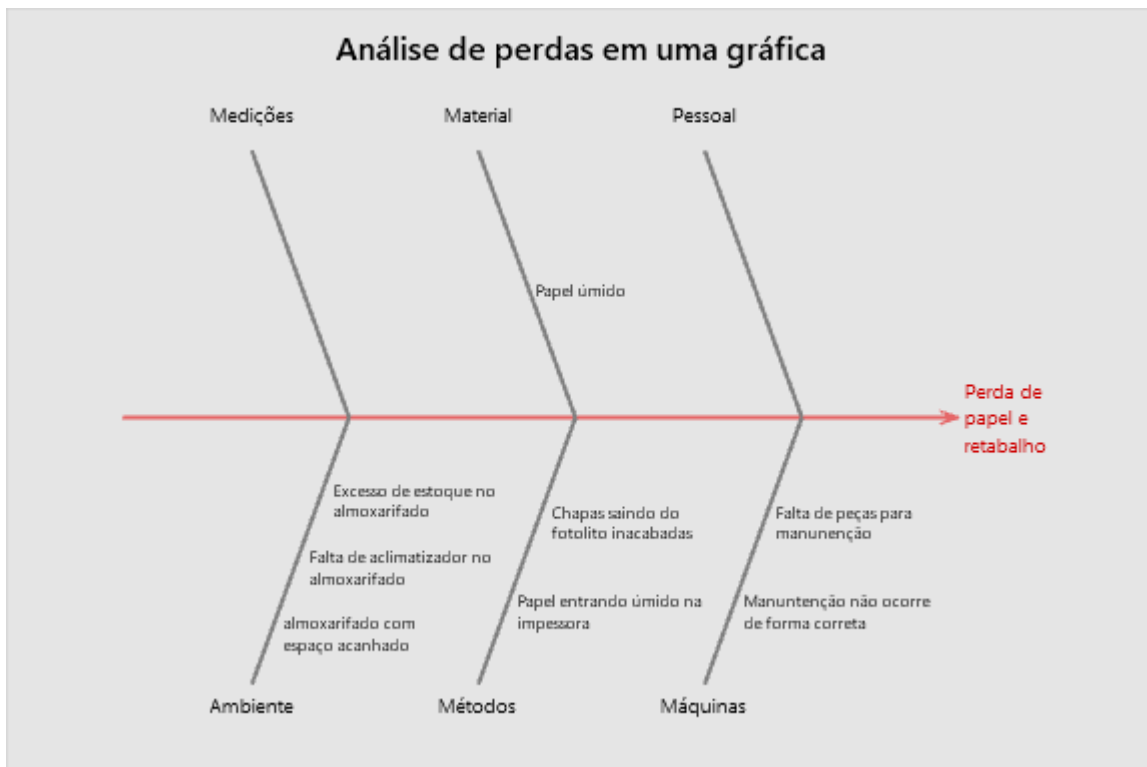 Análise de perdas em uma gráfica
Medições
Material
Pessoal
Papel úmido
Perda de
papel e
retabalho
Excesso de estoque no
almoxarifado
Falta de aclimatizador no
almoxarifado
almoxarifado com
espaço acanhado
Chapas saindo do
fotolito inacabadas
Papel entrando úmido na
impessora
Falta de peças para
manunenção
Manuntenção não ocorre
de forma correta
Ambiente
Métodos
Máquinas